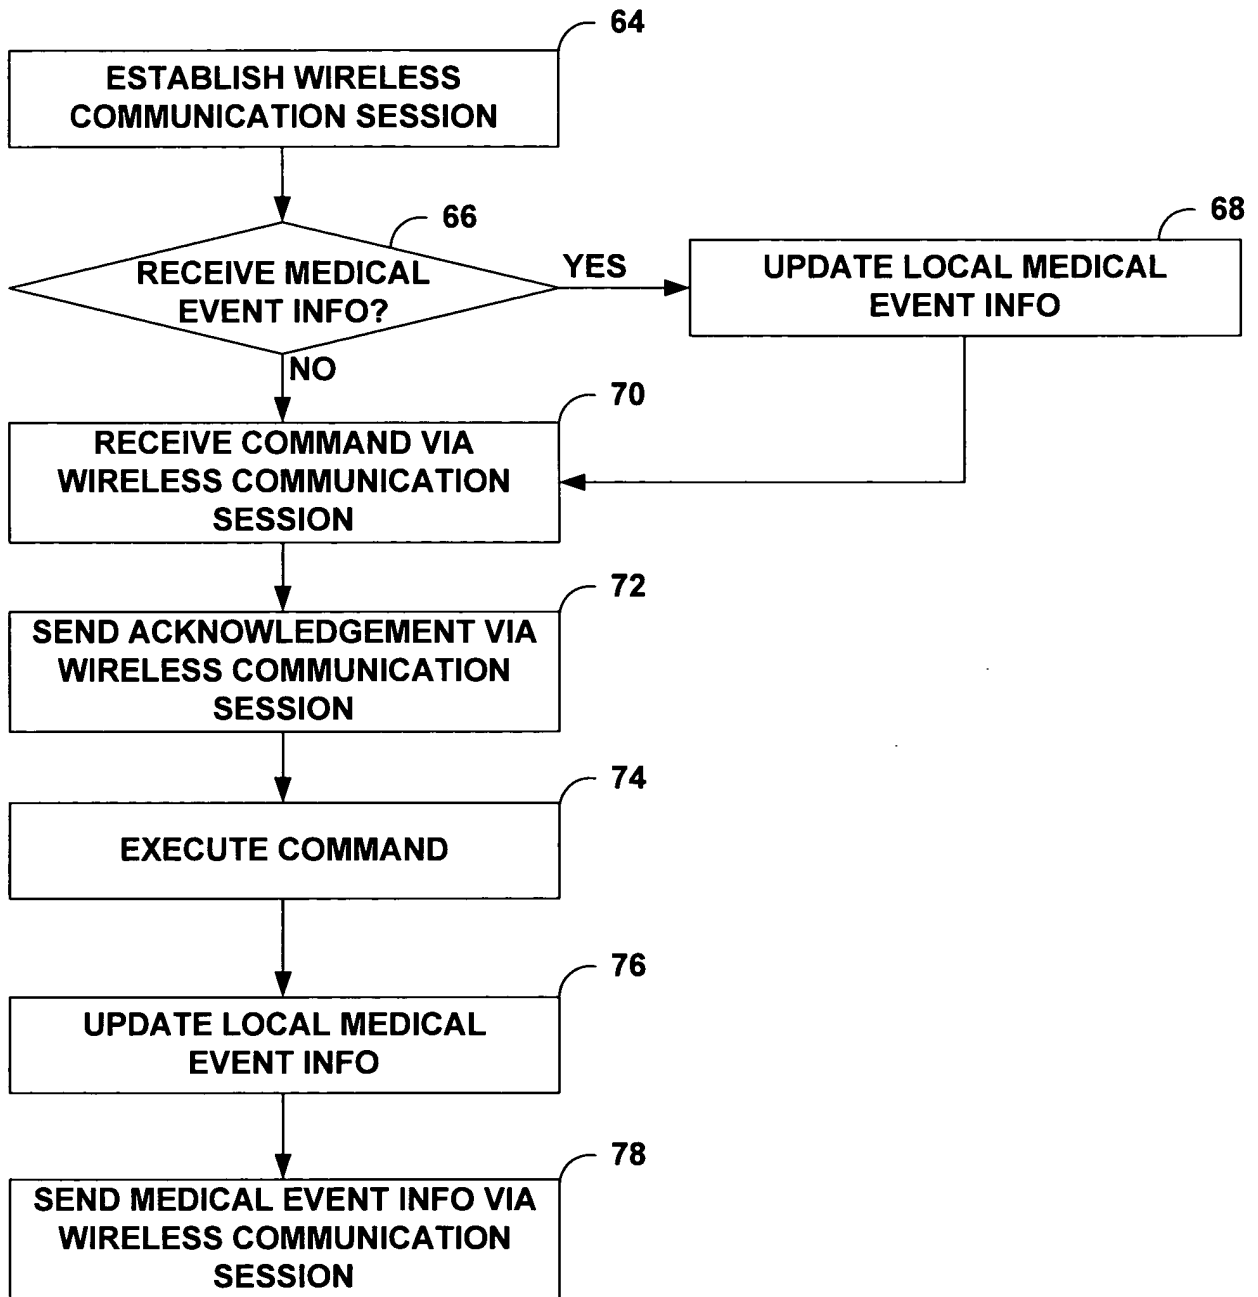 64
ESTABLISH WIRELESS
COMMUNICATION SESSION
66
RECEIVE MEDICAL
EVENT INFO?
YES
68
UPDATE LOCAL MEDICAL
EVENT INFO
NO
70
RECEIVE COMMAND VIA
WIRELESS COMMUNICATION
SESSION
72
SEND ACKNOWLEDGEMENT VIA
WIRELESS COMMUNICATION
SESSION
74
EXECUTE COMMAND
76
UPDATE LOCAL MEDICAL
EVENT INFO
78
SEND MEDICAL EVENT INFO VIA
WIRELESS COMMUNICATION
SESSION